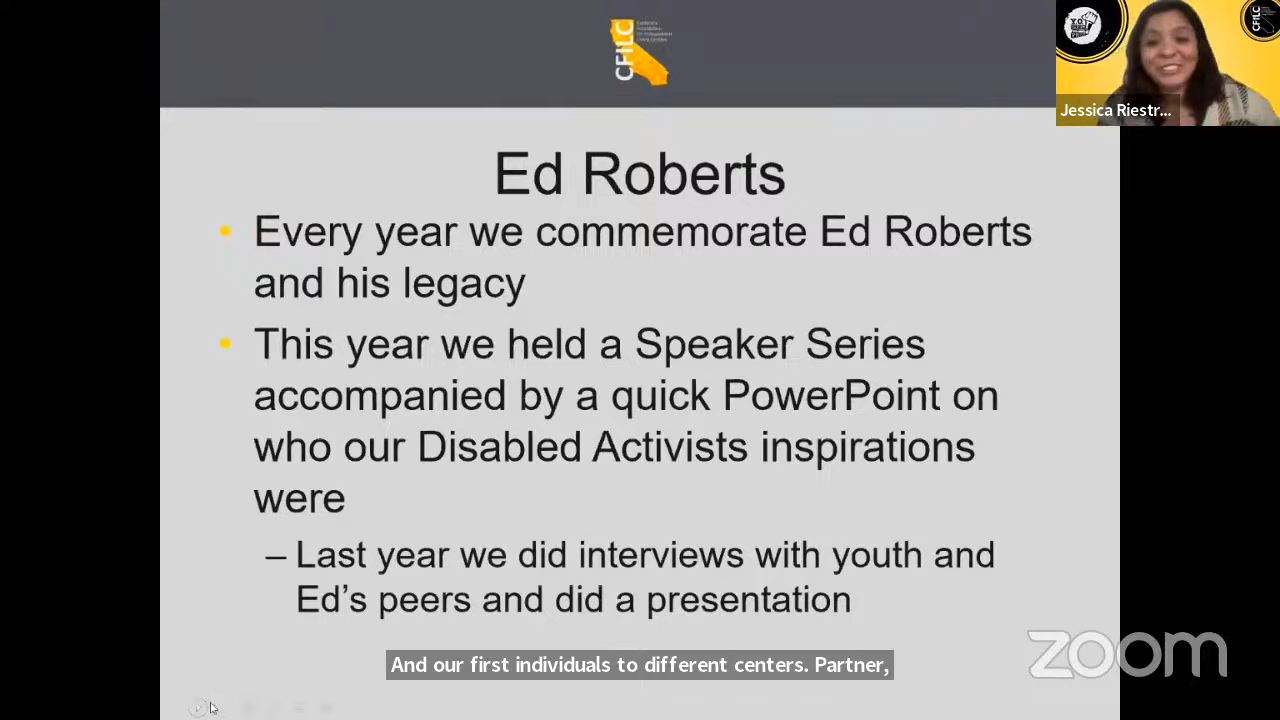 CFILC
Jessica Riestr...
Ed Roberts
• Every year we commemorate Ed Roberts
and his legacy
• This year we held a Speaker Series
accompanied by a quick PowerPoint on
who our Disabled Activists inspirations
were
– Last year we did interviews with youth and
Ed’s peers and did a presentation
And our first individuals to different centers. Partner,
zoom